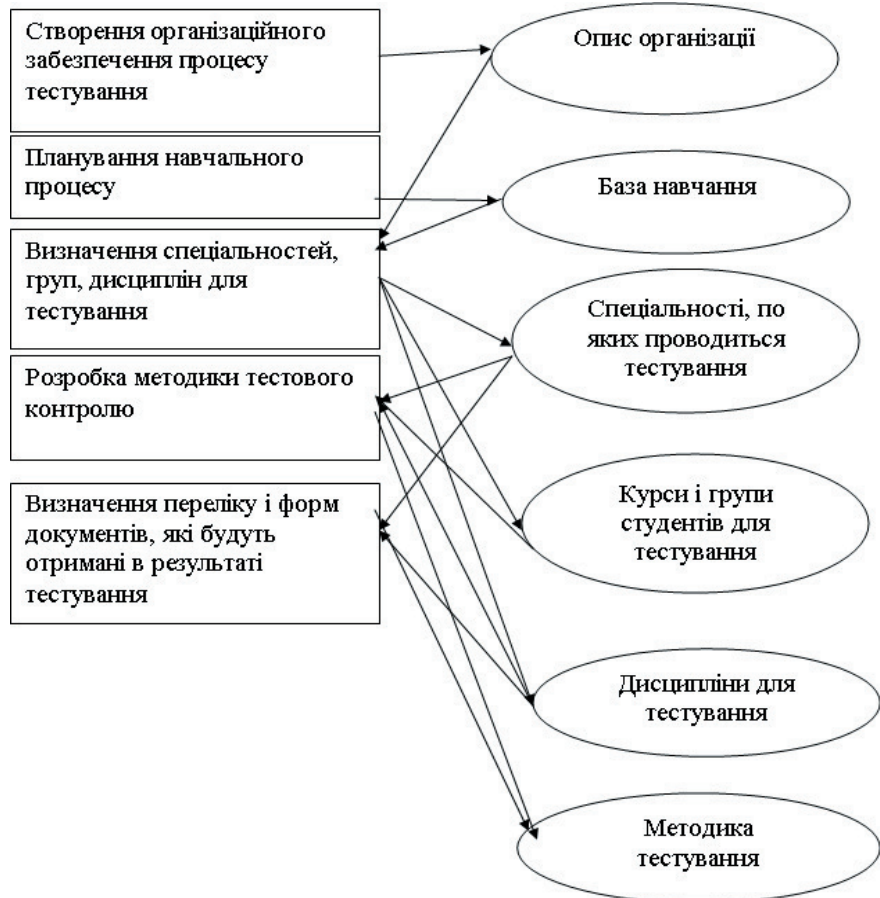 Створення організаційного
забезпечення процесу
тестування
Опис організації
Планування навчального
процесу
База навчання
Визначення спеціальностей,
груп, дисциплін для
тестування
Спеціальності, по
яких проводиться
тестування
Розробка методики тестового
контролю
Визначення переліку і форм
документів, які будуть
отримані в результаті
тестування
Курси і групи
студентів для
тестування
Дисципліни для
тестування
Методика
тестування